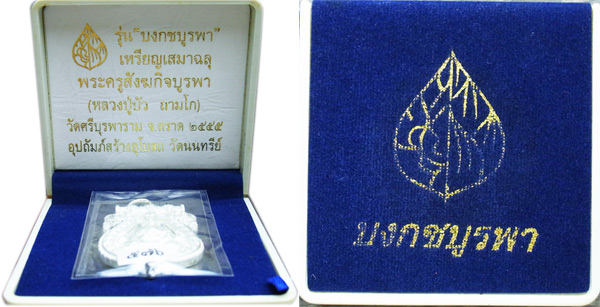 รุ่น"บงกชบูรพา"
เหรียญเสมาฉลุ
พระครูสังฆกิจบูรพา
(หลวงปู่บัว ถามโก)
วัดศรีบุรพาราม จ.ตราด ๒๕๕๕
อุปถัมภ์สร้างอุโบสถ วัดนนทรีย์
บงกชบูรพา